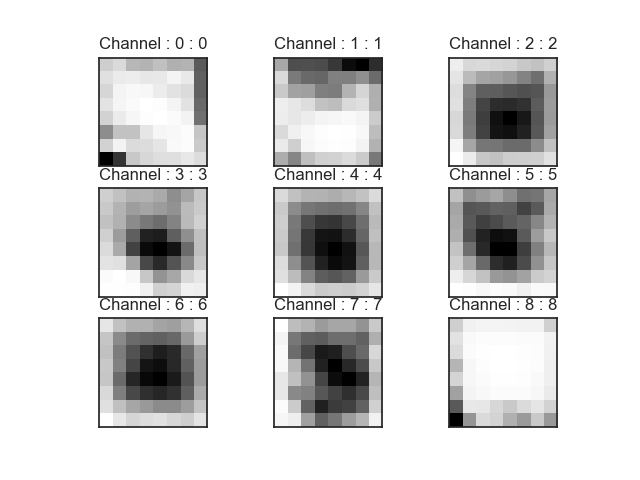 Channel : 0 : 0
Channel : 1 : 1
Channel : 2 : 2
Channel : 3 : 3
Channel : 4 : 4
Channel : 5 : 5
Channel : 6 : 6
Channel : 7 : 7
Channel : 8 : 8